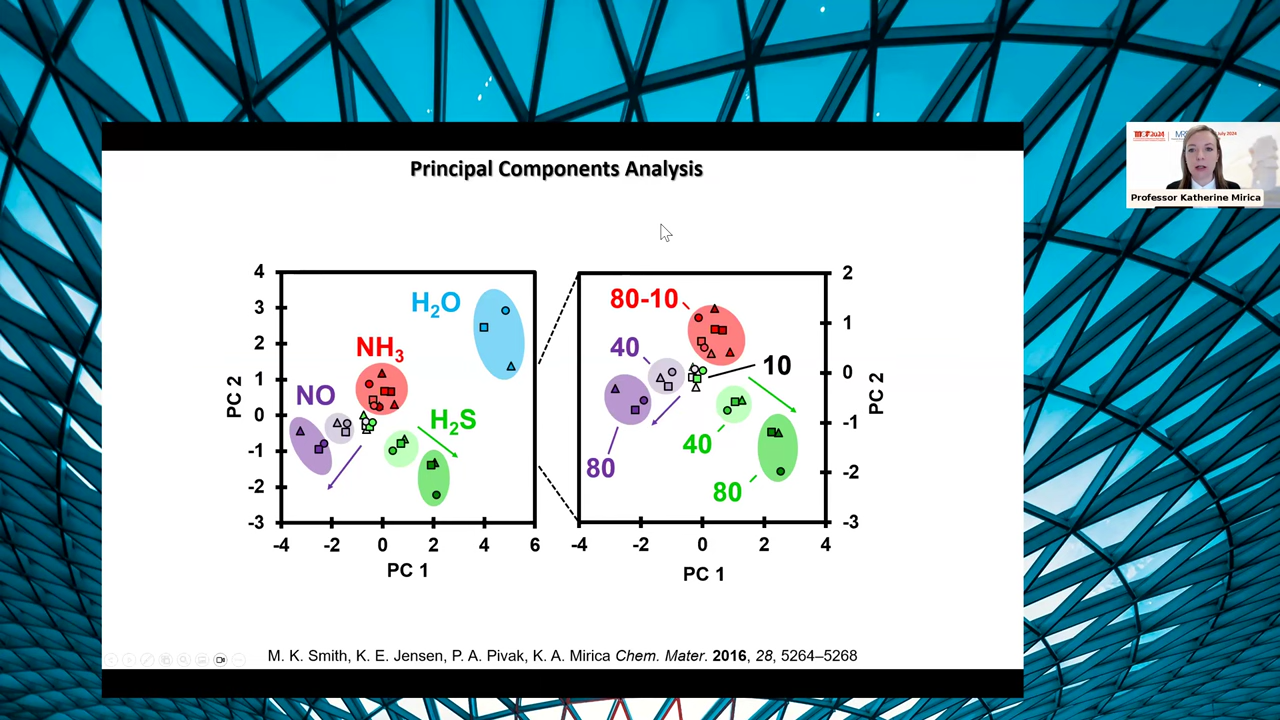 Principal Components Analysis
4
3
2
1
0
-1
-2
-3
PC 2
-4
-2
0
2
4
6
PC 1
H₂O
NH₃
NO
H₂S
80-10
40
10
80
40
80
2
1
0
-1
-2
-3
PC 2
-4
-2
0
2
4
PC 1
M. K. Smith, K. E. Jensen, P. A. Pivak, K. A. Mirica Chem. Mater. 2016, 28, 5264–5268
Professor Katherine Mirica